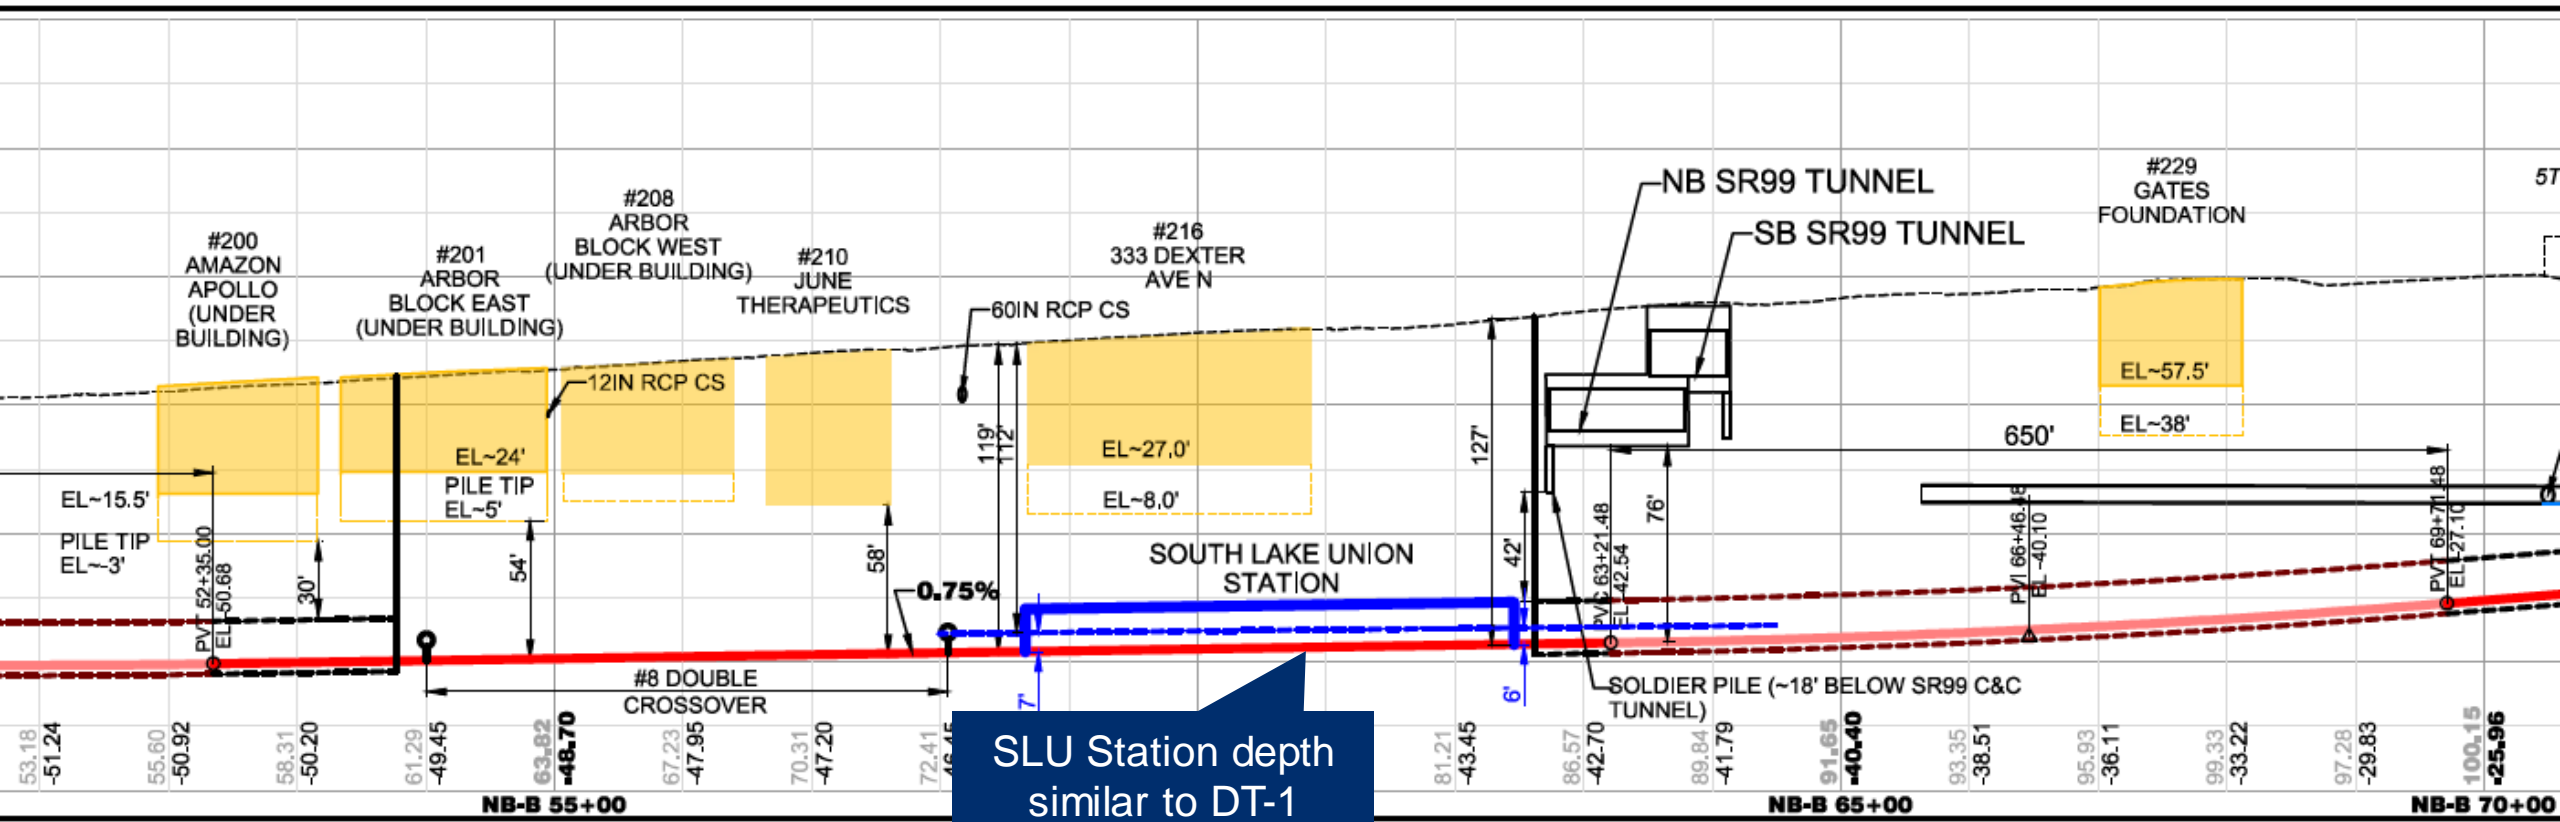 #200
AMAZON
APOLLO
(UNDER
BUILDING)
#201
ARBOR
BLOCK EAST
(UNDER BUILDING)
#208
ARBOR
BLOCK WEST
(UNDER BUILDING)
#210
JUNE
THERAPEUTICS
60IN RCP CS
#216
333 DEXTER
AVE N
NB SR99 TUNNEL
SB SR99 TUNNEL
#229
GATES
FOUNDATION
5T
12IN RCP CS
EL~15.5'
PILE TIP
EL~-3'
PVT 52+35.00
EL -50.68
30'
EL~24'
PILE TIP
EL~5'
54'
58'
0.75%
119'
112'
EL~27.0'
EL~8.0'
SOUTH LAKE UNION
STATION
127'
42'
PVC 63+21.48
EL -42.54
76'
650'
EL~57.5'
EL~38'
PVI 66+46.48
EL -40.10
PVT 69+71.48
EL -27.10
#8 DOUBLE
CROSSOVER
7'
6'
SOLDIER PILE (~18' BELOW SR99 C&C
TUNNEL)
SLU Station depth
similar to DT-1
53.18
-51.24
55.60
-50.92
58.31
-50.20
61.29
-49.45
63.82
-48.70
67.23
-47.95
70.31
-47.20
72.41
81.21
-43.45
86.57
-42.70
89.84
-41.79
91.65
-40.40
93.35
-38.51
95.93
-36.11
99.33
-33.22
97.28
-29.83
100.15
-25.96
NB-B 55+00
NB-B 65+00
NB-B 70+00